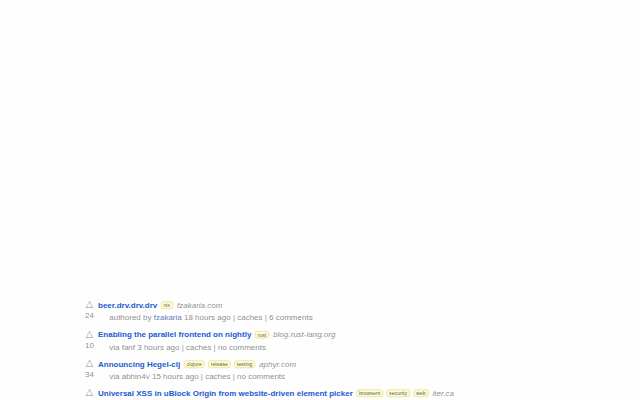 beer.drv.drv.drv nix fzakaria.com
24 authored by fzakaria 18 hours ago | caches | 6 comments
Enabling the parallel frontend on nightly rust blog.rust-lang.org
10 via fanf 3 hours ago | caches | no comments
Announcing Hegel-clj clojure release testing aphyr.com
34 via abhin4v 15 hours ago | caches | no comments
Universal XSS in uBlock Origin from website-driven element picker browsers security web lier.ca